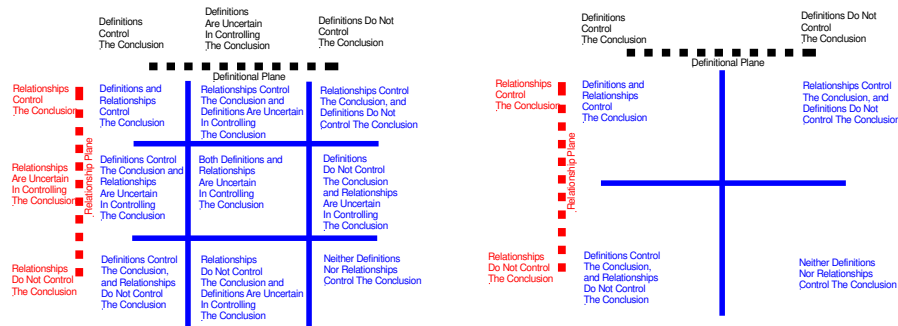 Definitions
Control
The Conclusion
Definitions
Are Uncertain
In Controlling
The Conclusion
Definitions Do Not
Control
The Conclusion
Definitional Plane
Relationships
Control
The Conclusion
Relationships
Are Uncertain
In Controlling
The Conclusion
Relationships
Do Not Control
The Conclusion
Relationship Plane
Definitions and
Relationships
Control
The Conclusion
Relationships Control
The Conclusion and
Definitions Are Uncertain
In Controlling
The Conclusion
Relationships Control
The Conclusion, and
Definitions Do Not
Control The Conclusion
Definitions Control
The Conclusion and
Relationships
Are Uncertain
In Controlling
The Conclusion
Both Definitions and
Relationships
Are Uncertain
In Controlling
The Conclusion
Definitions
Do Not Control
The Conclusion
and Relationships
Are Uncertain
In Controlling
The Conclusion
Definitions Control
The Conclusion,
and Relationships
Do Not Control
The Conclusion
Relationships
Do Not Control
The Conclusion and
Definitions Are Uncertain
In Controlling
The Conclusion
Neither Definitions
Nor Relationships
Control The Conclusion
Definitions
Control
The Conclusion
Definitions Do Not
Control
The Conclusion
Definitional Plane
Relationships
Control
The Conclusion
Relationships
Do Not Control
The Conclusion
Relationship Plane
Definitions and
Relationships
Control
The Conclusion
Relationships Control
The Conclusion, and
Definitions Do Not
Control The Conclusion
Definitions Control
The Conclusion,
and Relationships
Do Not Control
The Conclusion
Neither Definitions
Nor Relationships
Control The Conclusion